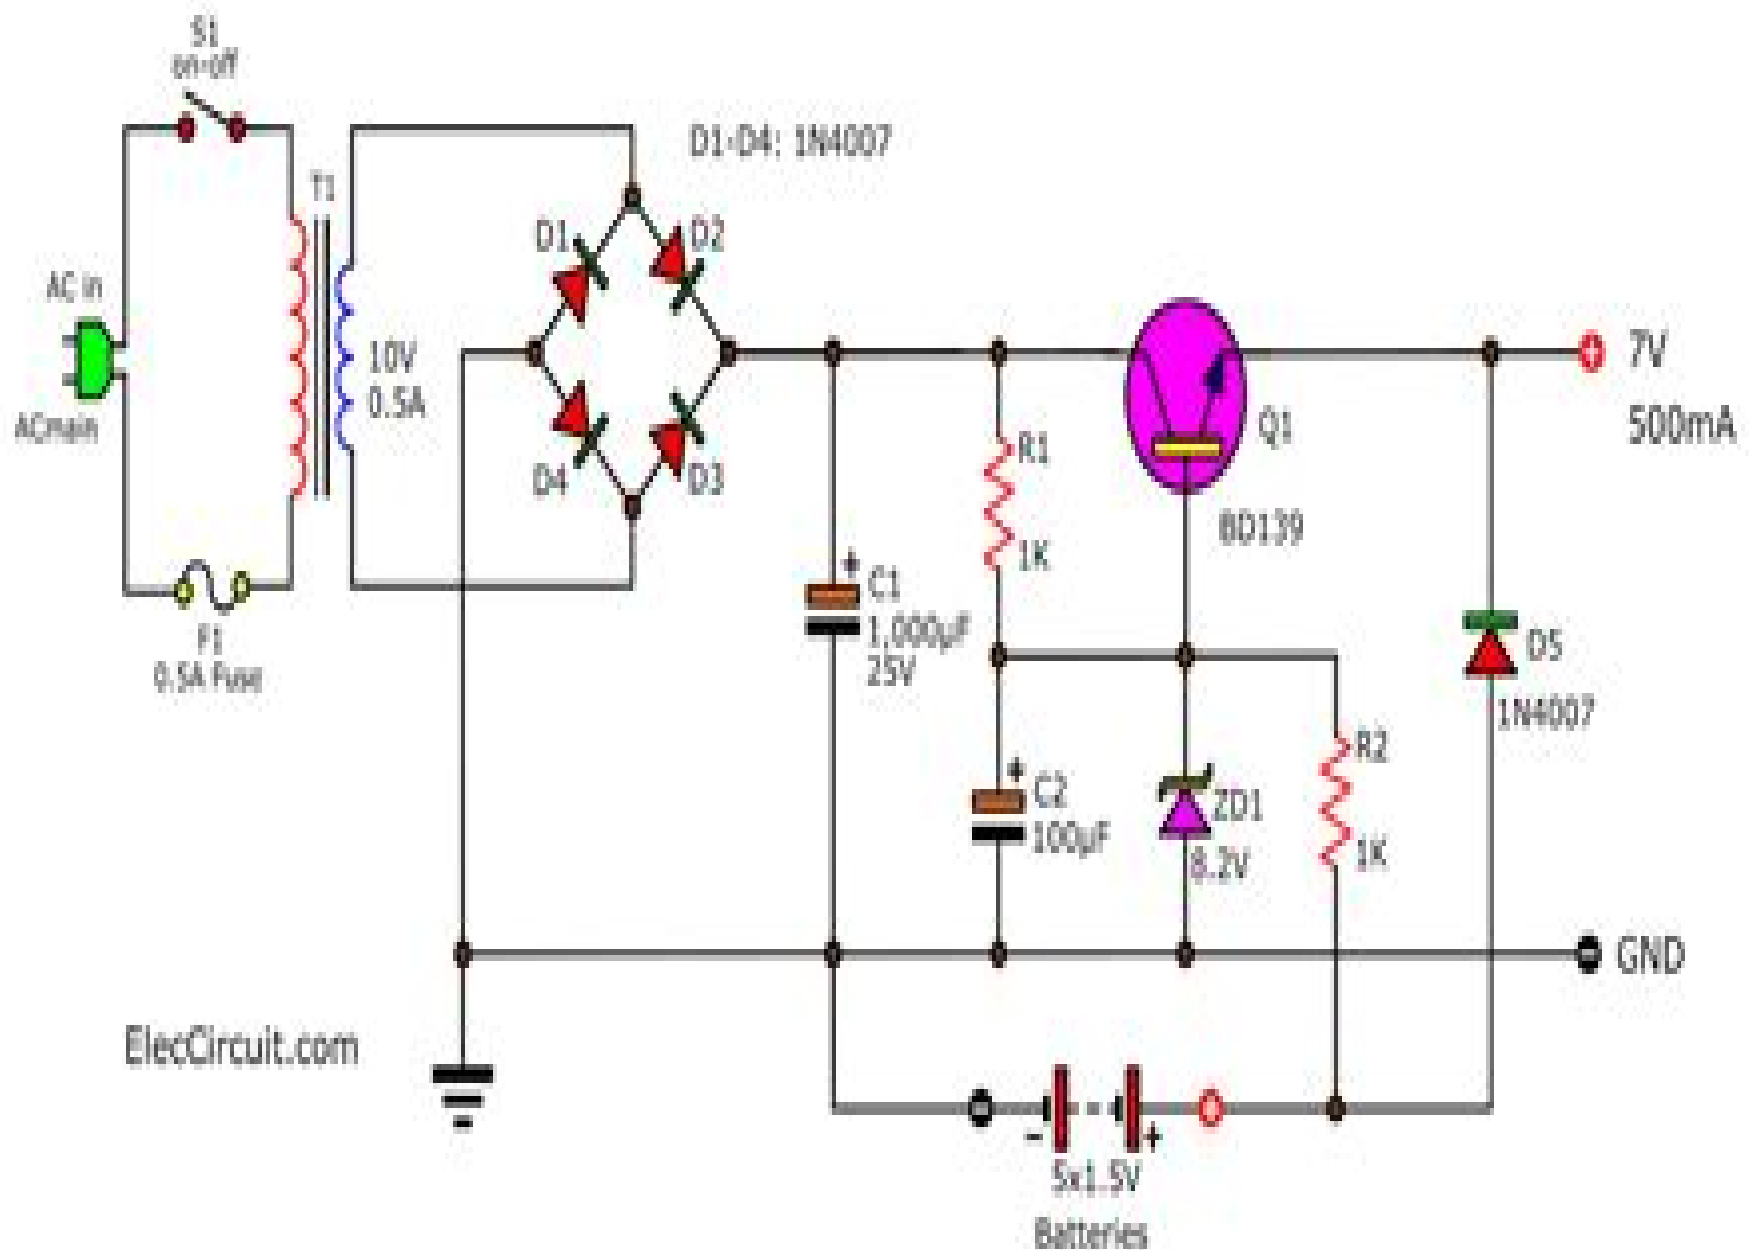 S1
on-off
T1
D1-D4: 1N4007
D1
D2
AC in
ACmain
10V
0.5A
D4
D3
F1
0.5A Fuse
+
C1
1,000µF
25V
R1
1K
Q1
BD139
7V
500mA
D5
1N4007
+
C2
100µF
ZD1
8.2V
R2
1K
GND
ElecCircuit.com
- +
5x1.5V
Batteries